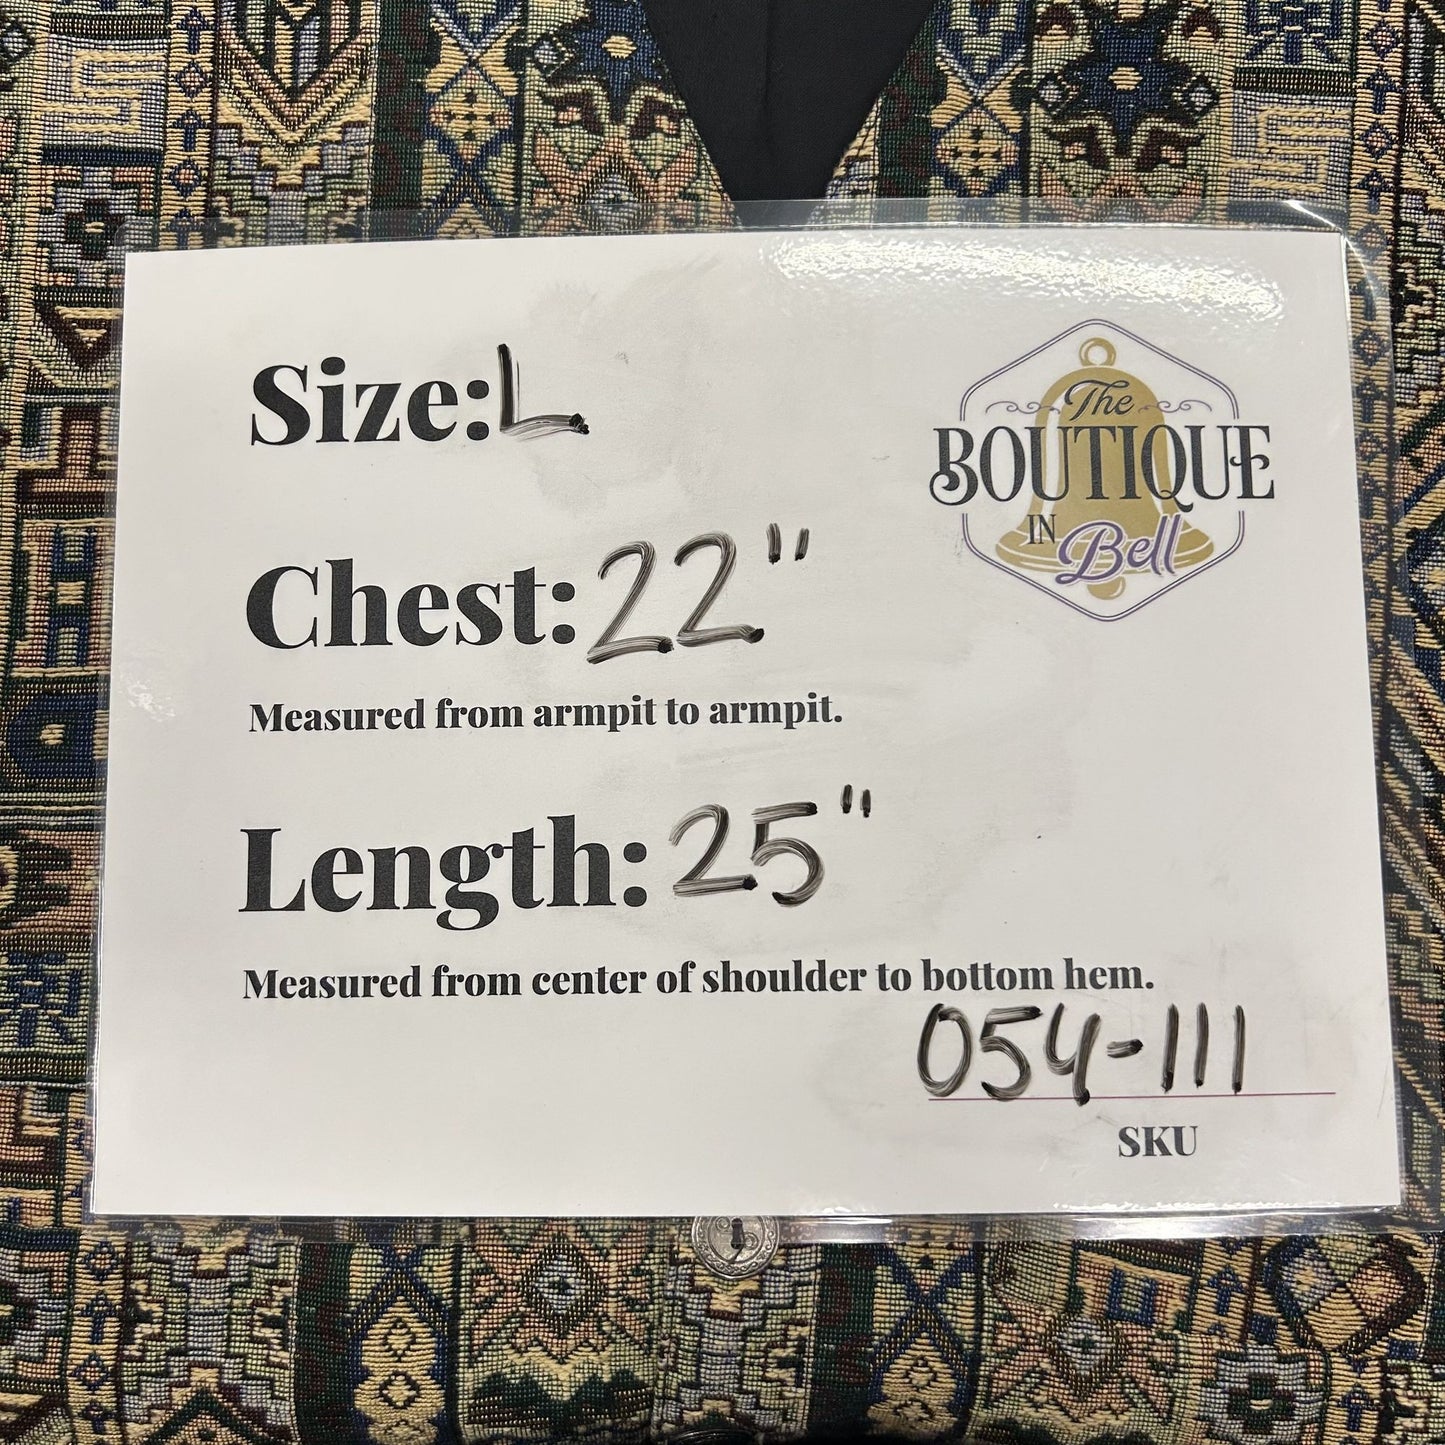 Size: L
The
BOUTIQUE
IN Bell
Chest: 22"
Measured from armpit to armpit.
Length: 25"
Measured from center of shoulder to bottom hem.
054-111
SKU